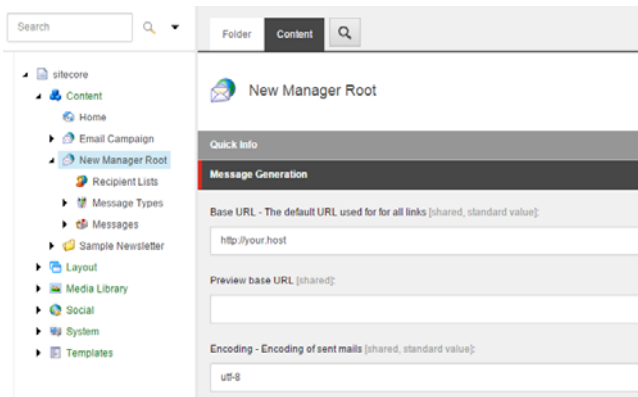 Search
sitecore
Content
Home
Email Campaign
New Manager Root
Recipient Lists
Message Types
Messages
Sample Newsletter
Layout
Media Library
Social
System
Templates
Folder
Content
New Manager Root
Quick Info
Message Generation
Base URL - The default URL used for for all links [shared, standard value]:
http://your.host
Preview base URL [shared]:
Encoding - Encoding of sent mails [shared, standard value]:
utf-8